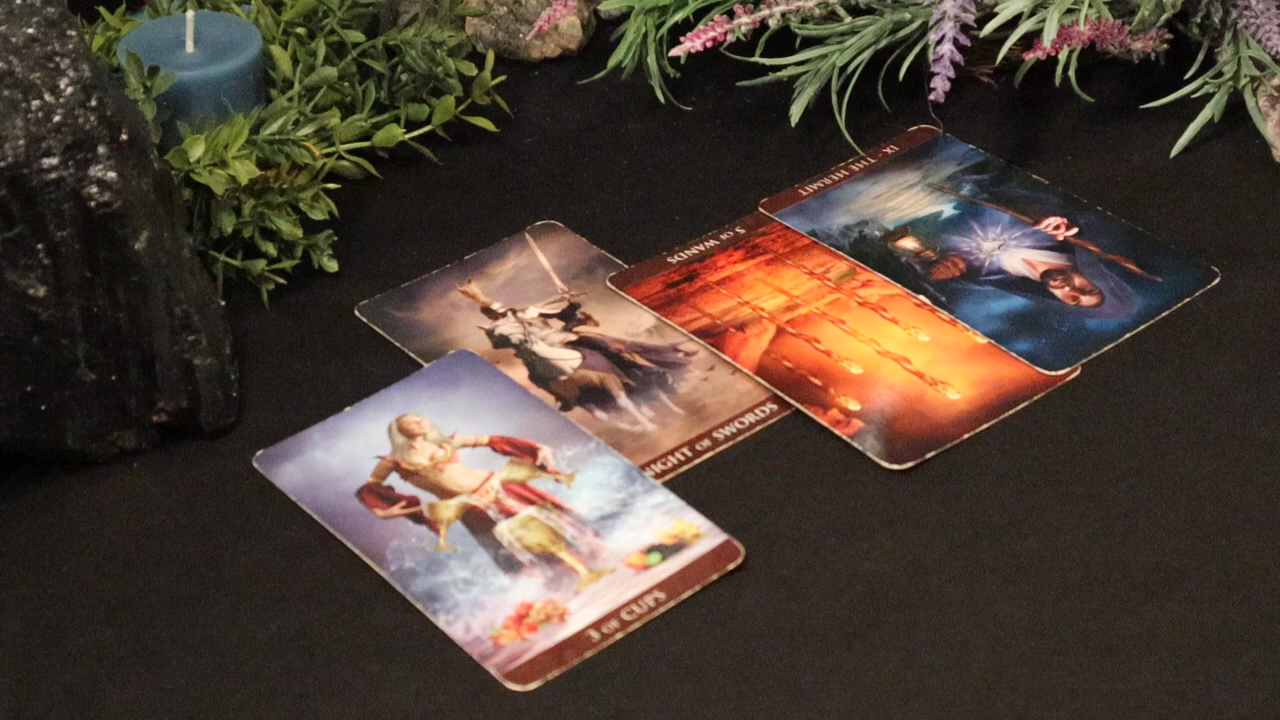 IX · THE HERMIT
5 OF WANDS
NIGHT OF SWORDS
3 OF CUPS